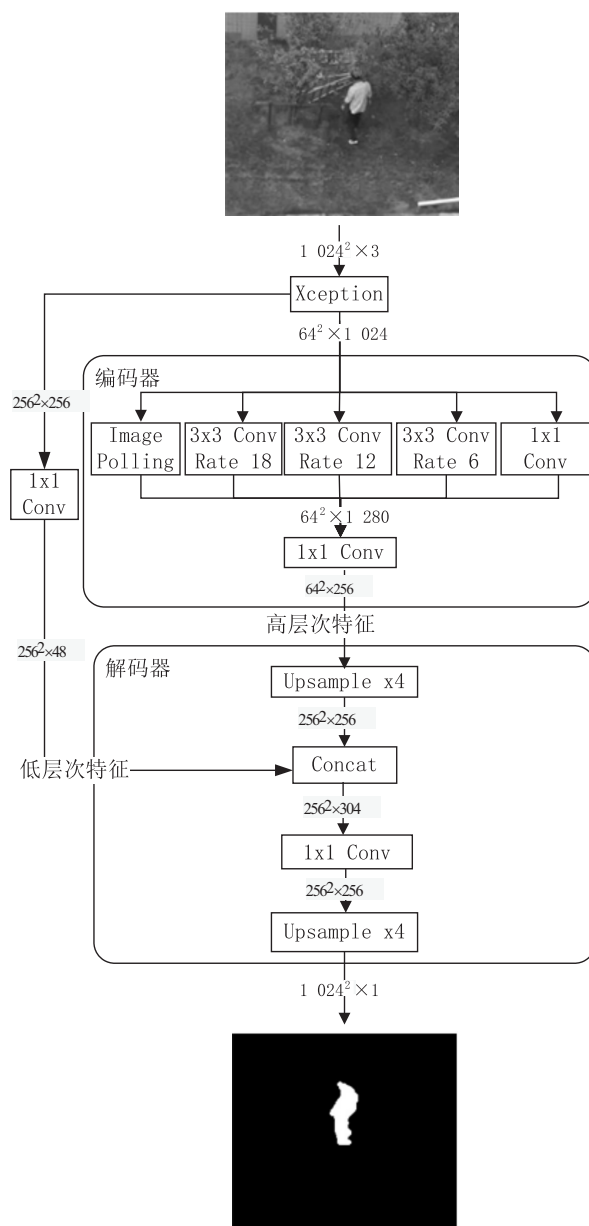 1 024²×3
Xception
64²×1 024
编码器
256²×256
Image
Polling
3x3 Conv
Rate 18
3x3 Conv
Rate 12
3x3 Conv
Rate 6
1x1
Conv
1x1
Conv
64²×1 280
1x1 Conv
64²×256
高层次特征
256²×48
解码器
Upsample x4
256²×256
低层次特征
Concat
256²×304
1x1 Conv
256²×256
Upsample x4
1 024²×1